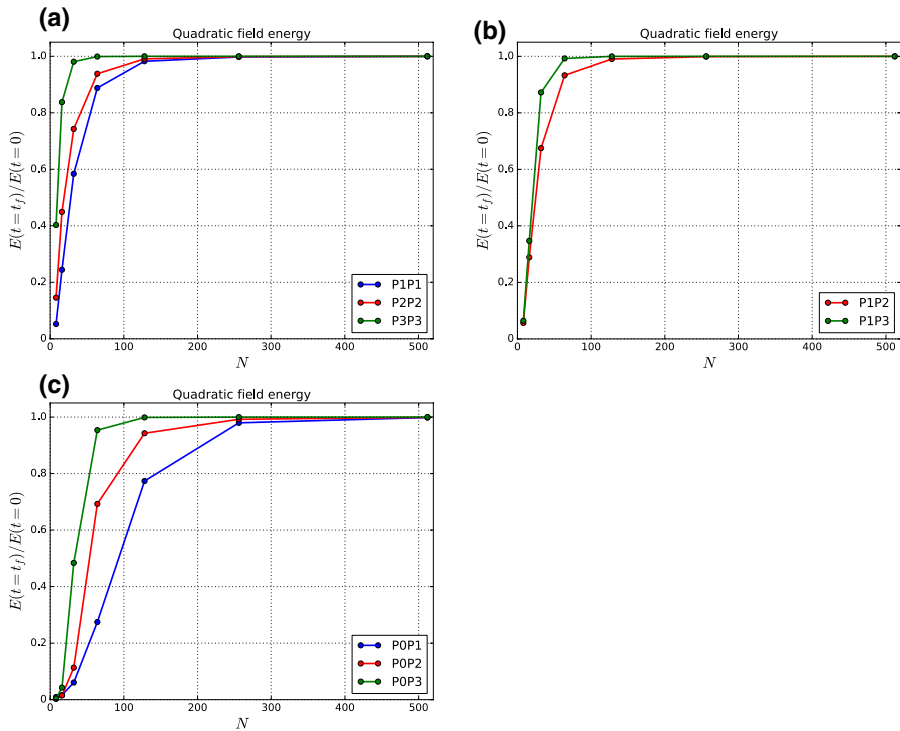 (a)
Quadratic field energy
E(t = t_f)/E(t = 0)
1.0
0.8
0.6
0.4
0.2
0
0 100 200 300 400 500
N
P1P1
P2P2
P3P3
(b)
Quadratic field energy
E(t = t_f)/E(t = 0)
1.0
0.8
0.6
0.4
0.2
0
0 100 200 300 400 500
N
P1P2
P1P3
(c)
Quadratic field energy
E(t = t_f)/E(t = 0)
1.0
0.8
0.6
0.4
0.2
0
0 100 200 300 400 500
N
P0P1
P0P2
P0P3